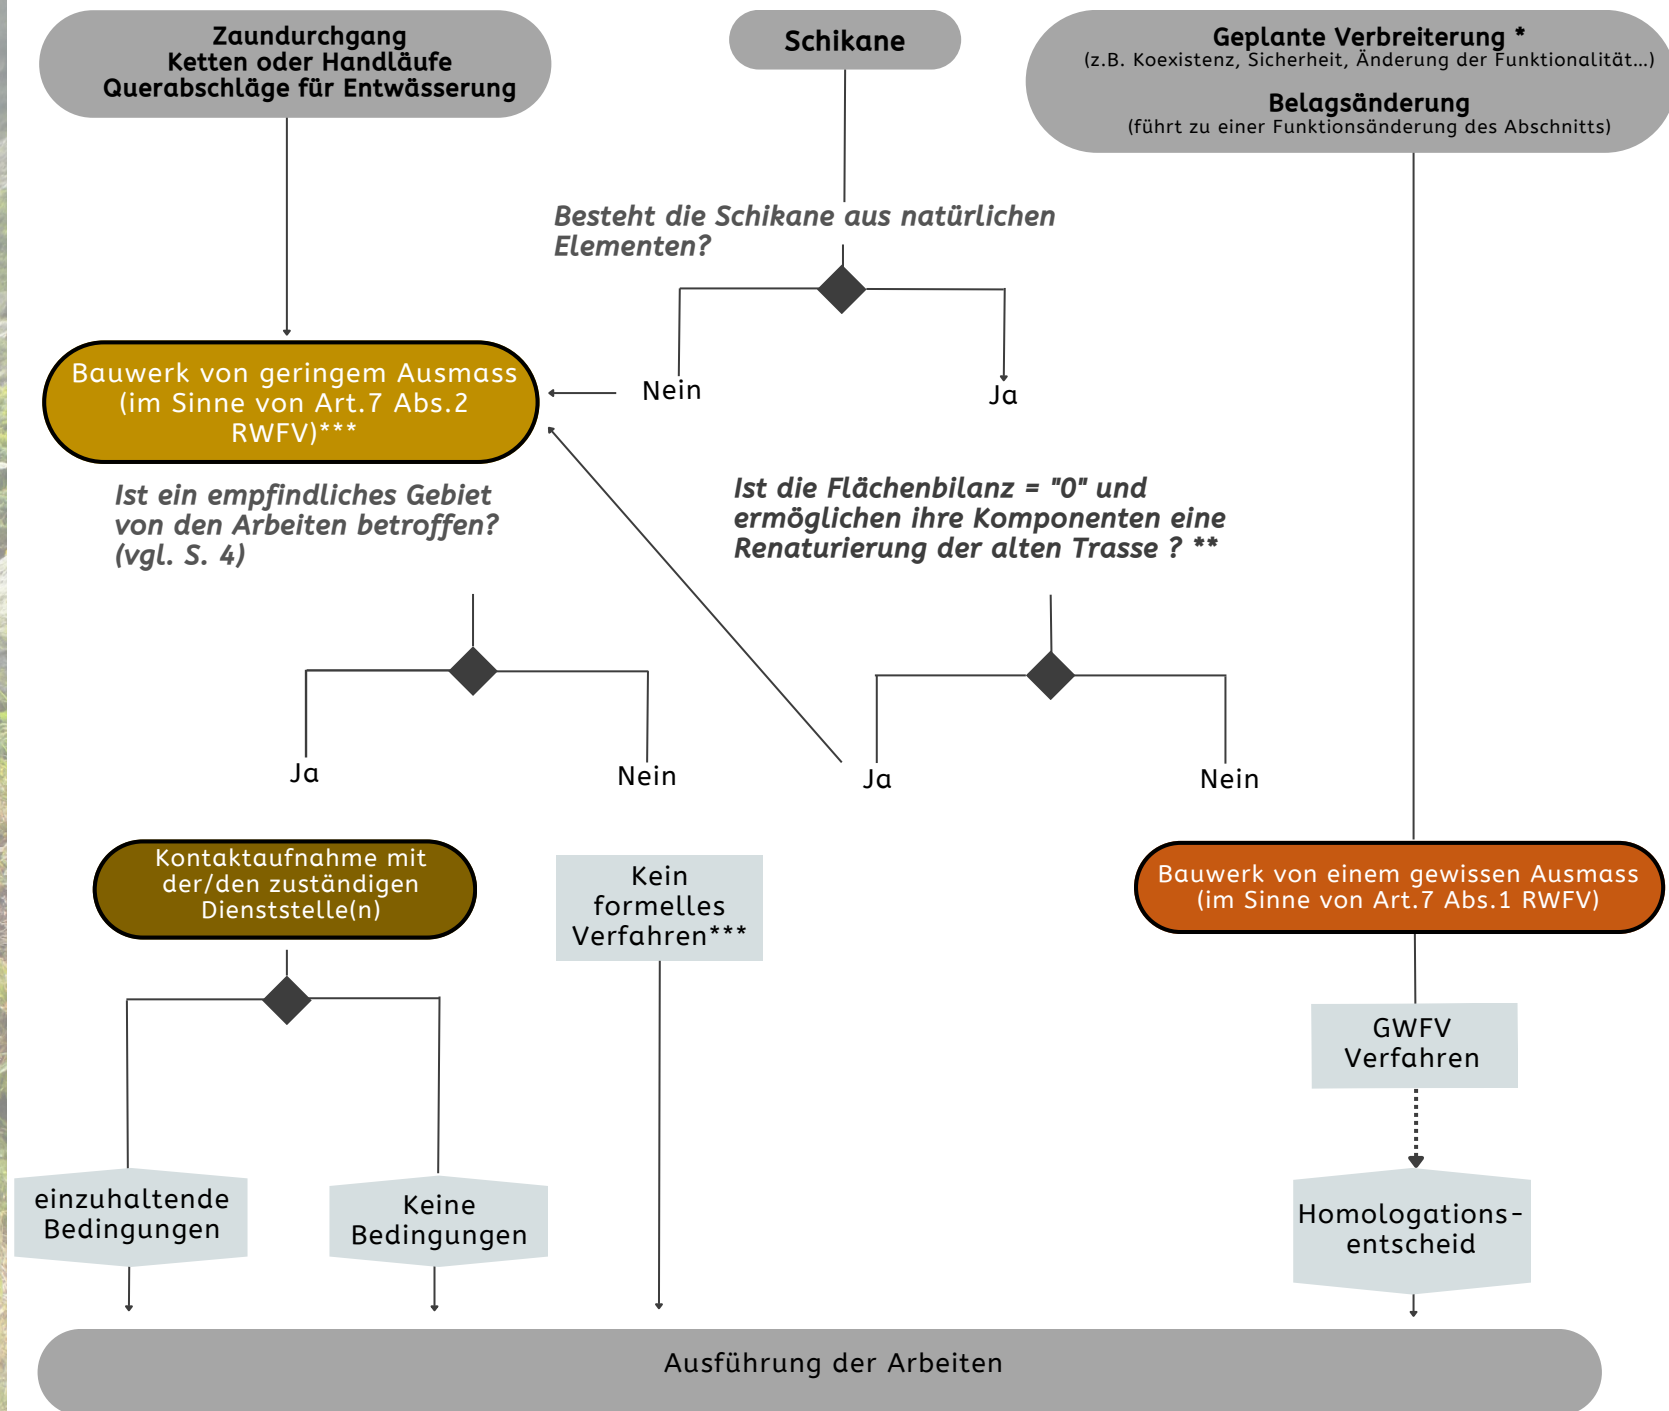 Zaundurchgang
Ketten oder Handläufe
Querabschläge für Entwässerung
Schikane
Geplante Verbreiterung *
(z.B. Koexistenz, Sicherheit, Änderung der Funktionalität...)
Belagsänderung
(führt zu einer Funktionsänderung des Abschnitts)
Besteht die Schikane aus natürlichen
Elementen?
Nein
Ja
Bauwerk von geringem Ausmass
(im Sinne von Art.7 Abs.2
RWFV)***
Ist ein empfindliches Gebiet
von den Arbeiten betroffen?
(vgl. S. 4)
Ist die Flächenbilanz = "0" und
ermöglichen ihre Komponenten eine
Renaturierung der alten Trasse ? **
Ja
Nein
Ja
Nein
Kontaktaufnahme mit
der/den zuständigen
Dienststelle(n)
Kein
formelles
Verfahren***
Bauwerk von einem gewissen Ausmass
(im Sinne von Art.7 Abs.1 RWFV)
GWFV
Verfahren
einzuhaltende
Bedingungen
Keine
Bedingungen
Homologations-
entscheid
Ausführung der Arbeiten